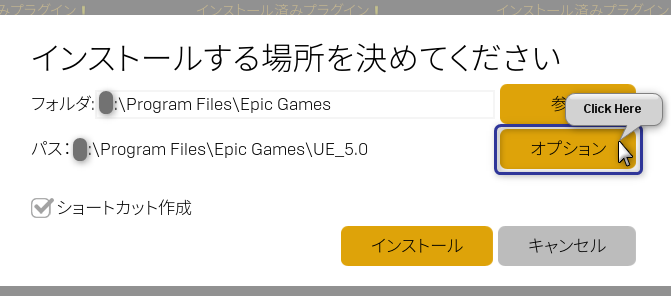 みプラグイン!
インストール済みプラグイン!
インストール済みプラグイン
インストールする場所を決めてください
フォルダ: :\Program Files\Epic Games
参
Click Here
パス: :\Program Files\Epic Games\UE_5.0
オプション
ショートカット作成
インストール
キャンセル